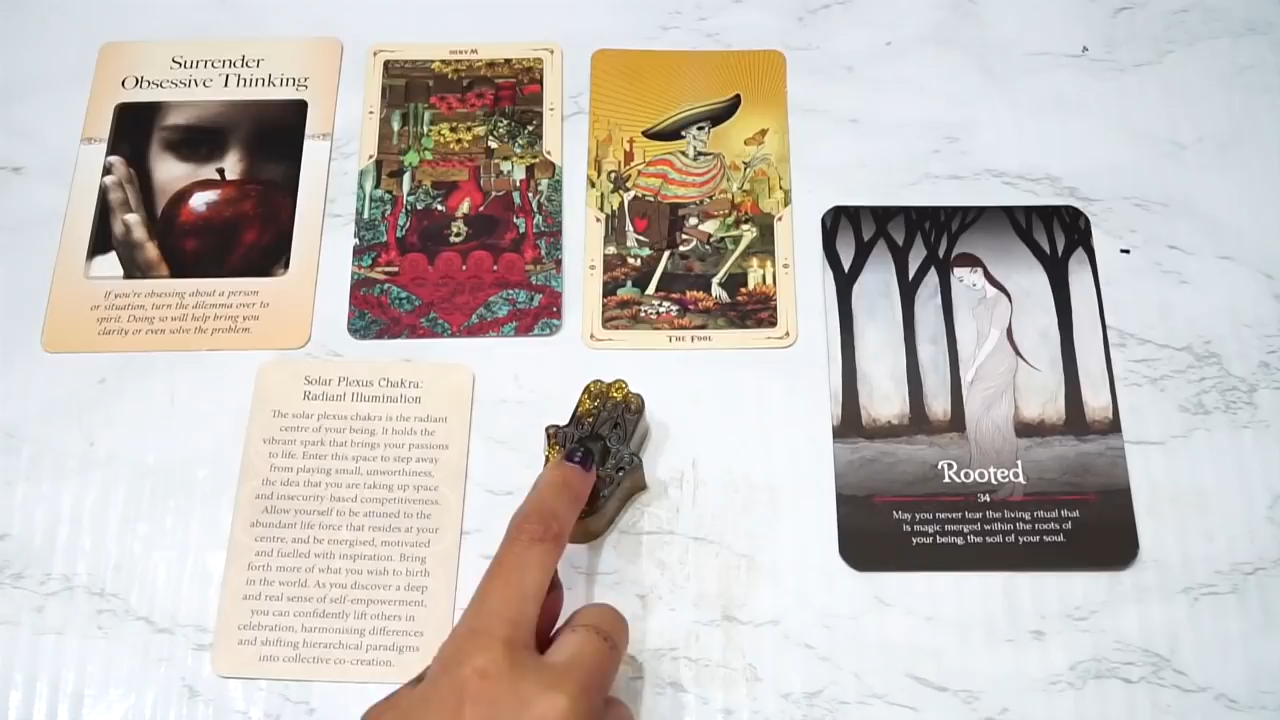 Surrender
Obsessive Thinking
If you're obsessing about a person
or situation, turn the dilemma over to
spirit. Doing so will help bring you
clarity or even solve the problem.
WAND
THE FOOL
0
0
Solar Plexus Chakra:
Radiant Illumination
The solar plexus chakra is the radiant
centre of your being. It holds the
vibrant spark that brings your passions
to life. Enter this space to step away
from playing small, unworthiness,
the idea that you are taking up space
and insecurity-based competitiveness.
Allow yourself to be attuned to the
abundant life force that resides at your
centre, and be energised, motivated
and fuelled with inspiration. Bring
forth more of what you wish to birth
in the world. As you discover a deep
and real sense of self-empowerment,
you can confidently lift others in
celebration, harmonising differences
and shifting hierarchical paradigms
into collective co-creation.
Rooted
34
May you never tear the living ritual that
is magic merged within the roots of
your being, the soil of your soul.